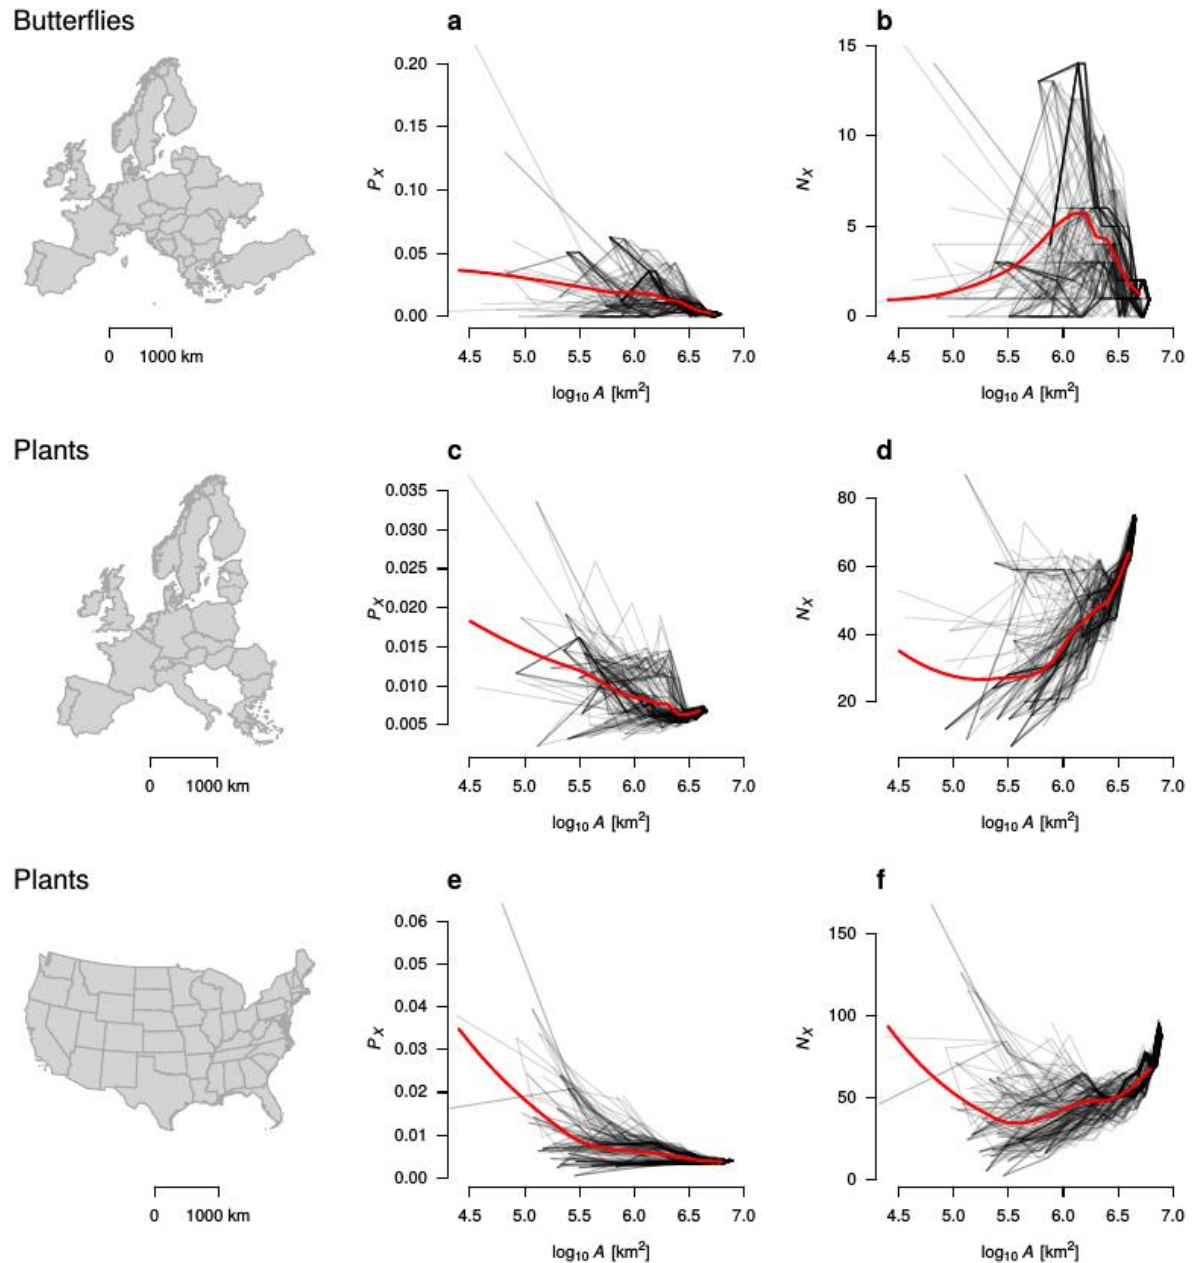 Butterflies
a
b
0.20
0.15
0.10
0.05
0.00
P_X
4.5 5.0 5.5 6.0 6.5 7.0
log₁₀ A [km²]
15
10
5
0
N_X
4.5 5.0 5.5 6.0 6.5 7.0
log₁₀ A [km²]
0 1000 km
Plants
c
d
0.035
0.030
0.025
0.020
0.015
0.010
0.005
P_X
4.5 5.0 5.5 6.0 6.5 7.0
log₁₀ A [km²]
80
60
40
20
N_X
4.5 5.0 5.5 6.0 6.5 7.0
log₁₀ A [km²]
0 1000 km
Plants
e
f
0.06
0.05
0.04
0.03
0.02
0.01
0.00
P_X
4.5 5.0 5.5 6.0 6.5 7.0
log₁₀ A [km²]
150
100
50
0
N_X
4.5 5.0 5.5 6.0 6.5 7.0
log₁₀ A [km²]
0 1000 km